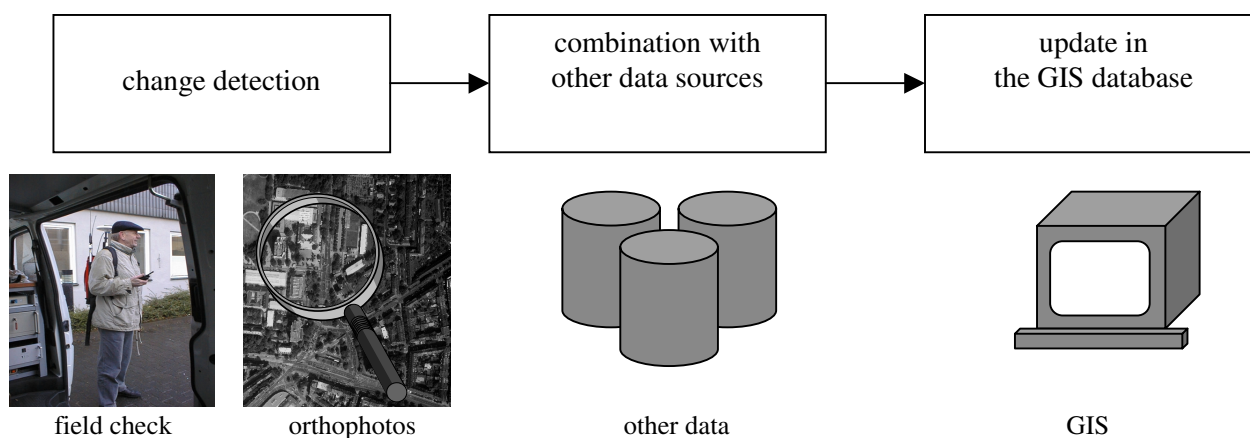 change detection
combination with
other data sources
update in
the GIS database
field check
orthophotos
other data
GIS